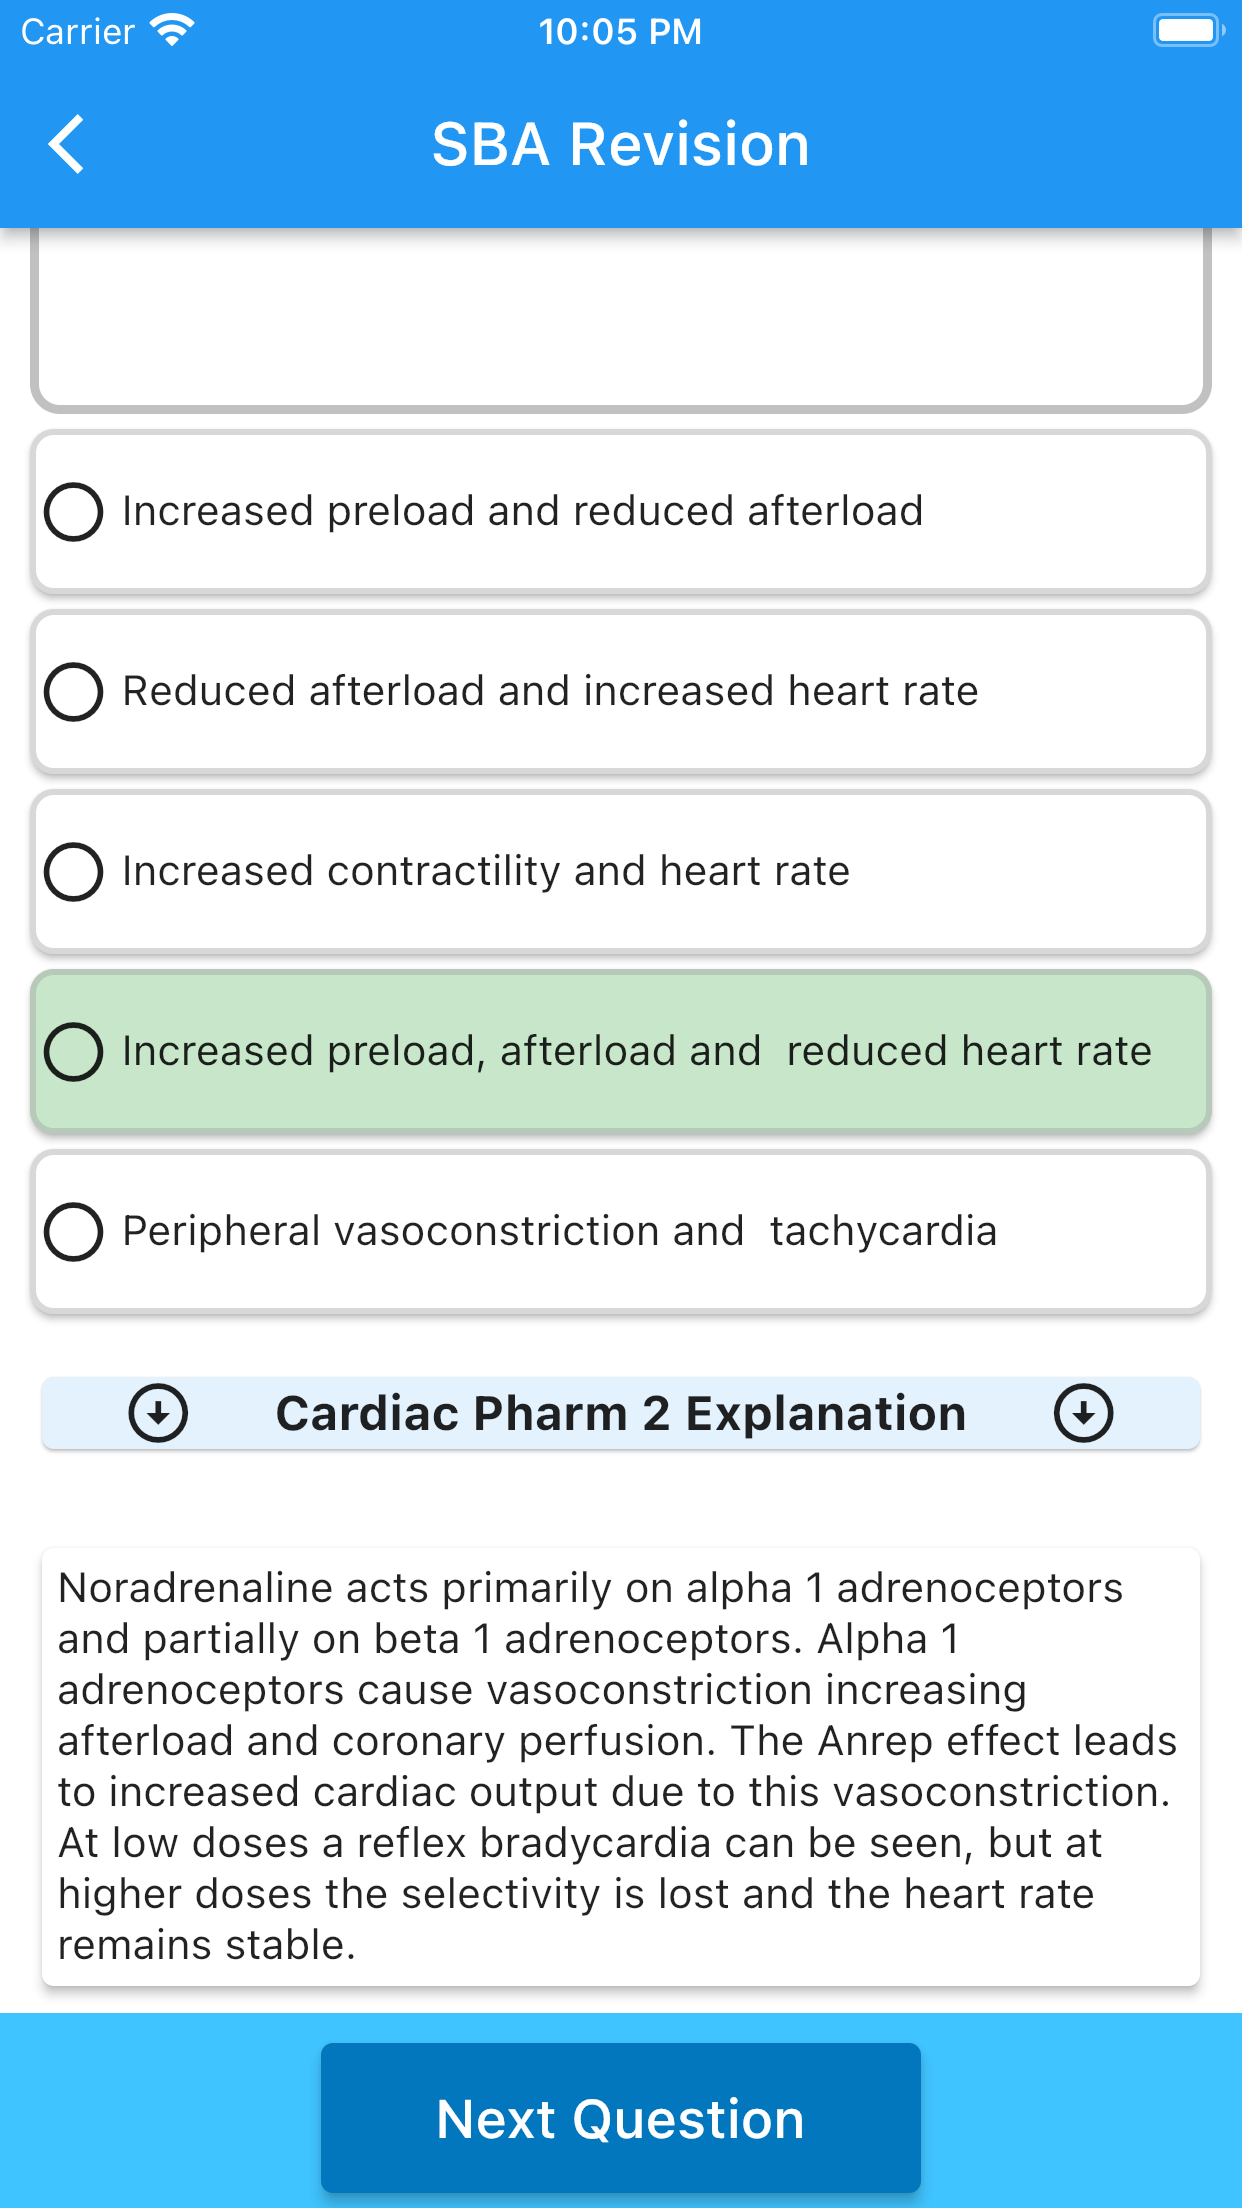 Carrier 10:05 PM
SBA Revision
Increased preload and reduced afterload
Reduced afterload and increased heart rate
Increased contractility and heart rate
Increased preload, afterload and  reduced heart rate
Peripheral vasoconstriction and  tachycardia
Cardiac Pharm 2 Explanation
Noradrenaline acts primarily on alpha 1 adrenoceptors
and partially on beta 1 adrenoceptors. Alpha 1
adrenoceptors cause vasoconstriction increasing
afterload and coronary perfusion. The Anrep effect leads
to increased cardiac output due to this vasoconstriction.
At low doses a reflex bradycardia can be seen, but at
higher doses the selectivity is lost and the heart rate
remains stable.
Next Question